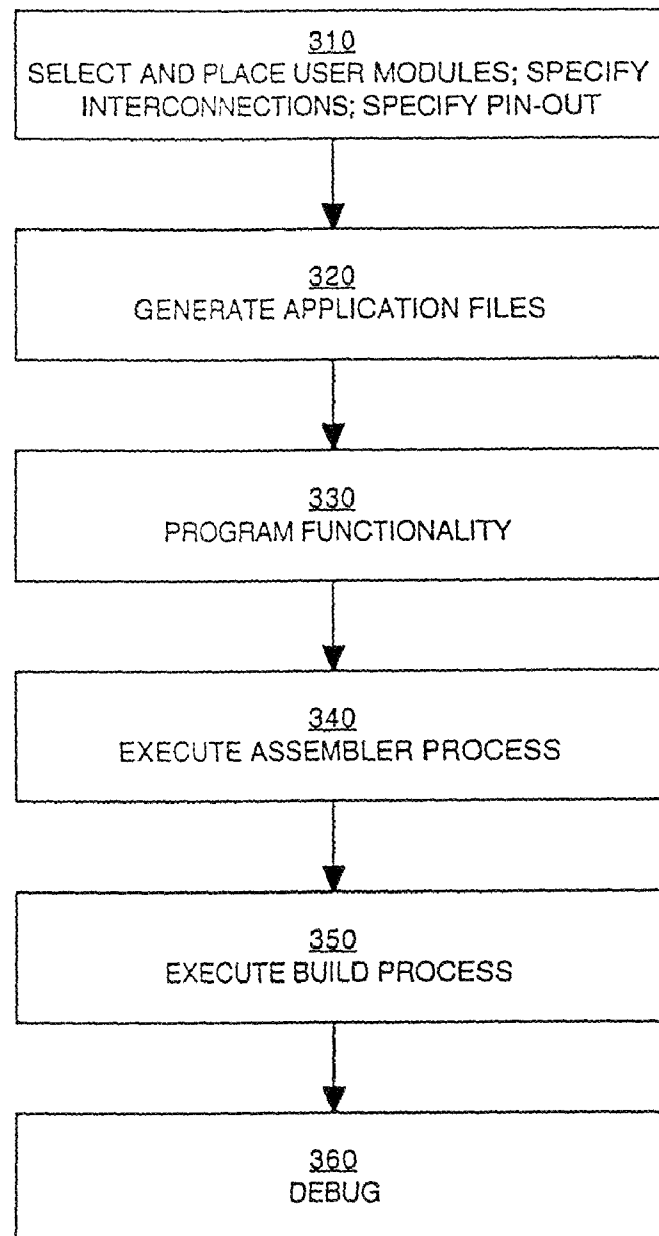 310
SELECT AND PLACE USER MODULES; SPECIFY
INTERCONNECTIONS; SPECIFY PIN-OUT
320
GENERATE APPLICATION FILES
330
PROGRAM FUNCTIONALITY
340
EXECUTE ASSEMBLER PROCESS
350
EXECUTE BUILD PROCESS
360
DEBUG